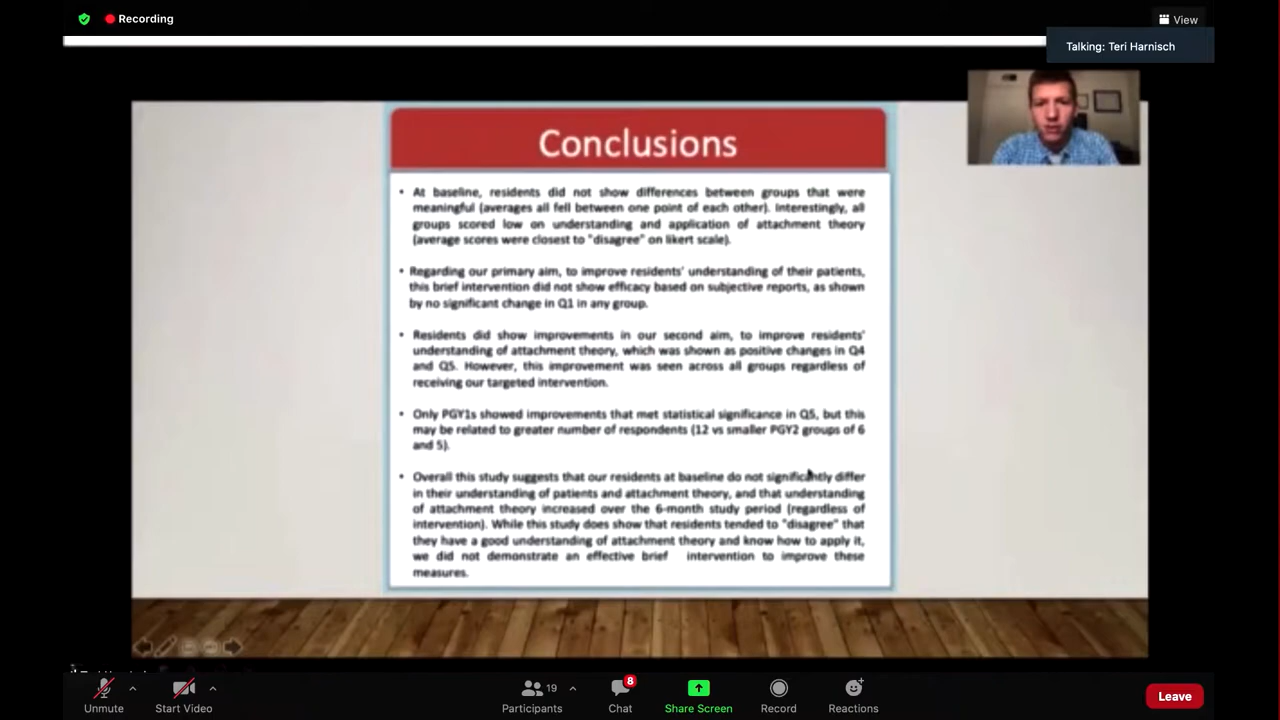 Recording
View
Talking: Teri Harnisch
Conclusions
• At baseline, residents did not show differences between groups that were
meaningful (averages all fell between one point of each other). Interestingly, all
groups scored low on understanding and application of attachment theory
(average scores were closest to "disagree" on likert scale).
• Regarding our primary aim, to improve residents' understanding of their patients,
this brief intervention did not show efficacy based on subjective reports, as shown
by no significant change in Q1 in any group.
• Residents did show improvements in our second aim, to improve residents'
understanding of attachment theory, which was shown as positive changes in Q4
and Q5. However, this improvement was seen across all groups regardless of
receiving our targeted intervention.
• Only PGY1s showed improvements that met statistical significance in Q5, but this
may be related to greater number of respondents (12 vs smaller PGY2 groups of 6
and 5).
• Overall this study suggests that our residents at baseline do not significantly differ
in their understanding of patients and attachment theory, and that understanding
of attachment theory increased over the 6-month study period (regardless of
intervention). While this study does show that residents tended to "disagree" that
they have a good understanding of attachment theory and know how to apply it,
we did not demonstrate an effective brief intervention to improve these
measures.
Unmute
Start Video
19
Participants
8
Chat
Share Screen
Record
Reactions
Leave